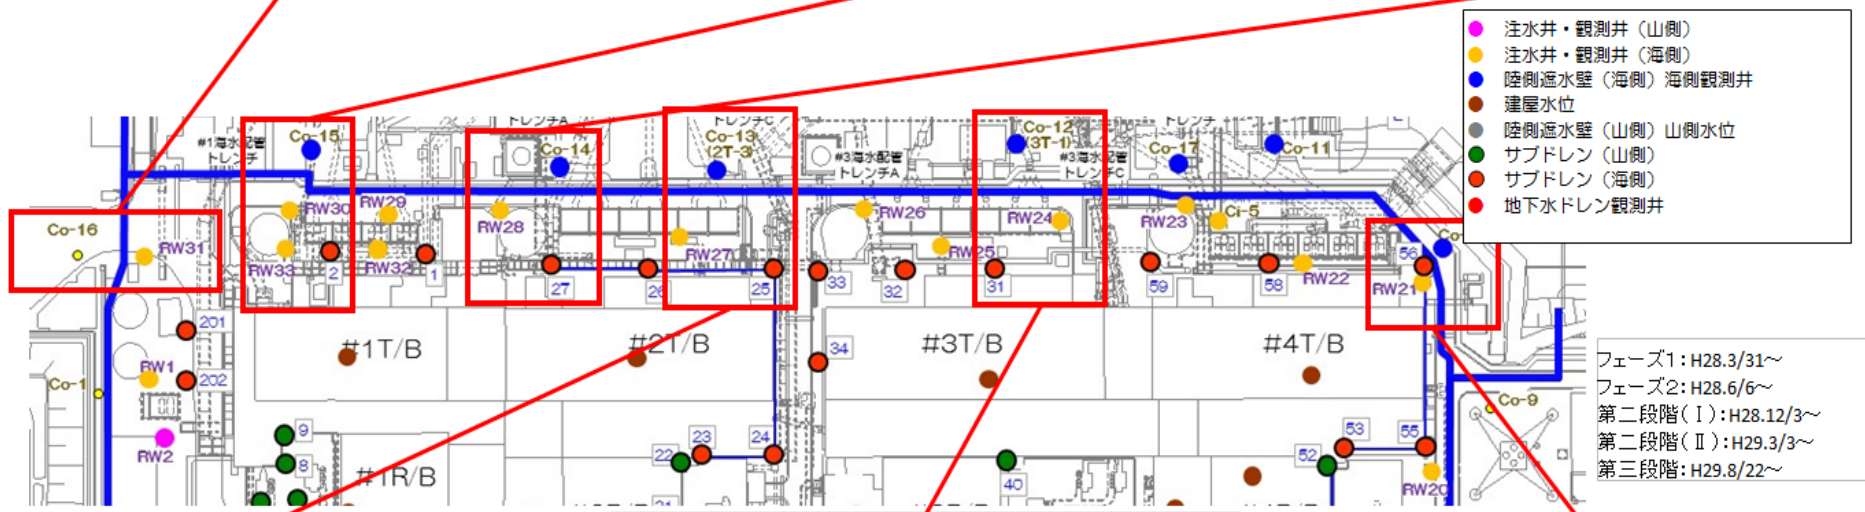 注水井・観測井（山側）
注水井・観測井（海側）
陸側遮水壁（海側）海側観測井
建屋水位
陸側遮水壁（山側）山側水位
サブドレン（山側）
サブドレン（海側）
地下水ドレン観測井
トレンチA
トレンチC
トレンチ
Co-15
#1海水配管
トレンチ
Co-14
Co-13
(2T-3)
#3海水配管
トレンチA
Co-12
(3T-1)
#3海水配管
トレンチC
Co-17
Co-11
Co-16
RW31
RW30
RW29
RW28
RW27
RW26
RW25
RW24
RW23
Ci-5
RW22
RW21
56
RW33
2
RW32
1
27
26
25
33
32
31
59
58
201
RW1
202
Co-1
RW2
#1T/B
#2T/B
#3T/B
#4T/B
34
9
8
#1R/B
22
23
24
40
52
53
55
RW20
Co-9
フェーズ1：H28.3/31～
フェーズ2：H28.6/6～
第二段階(Ⅰ)：H28.12/3～
第二段階(Ⅱ)：H29.3/3～
第三段階：H29.8/22～